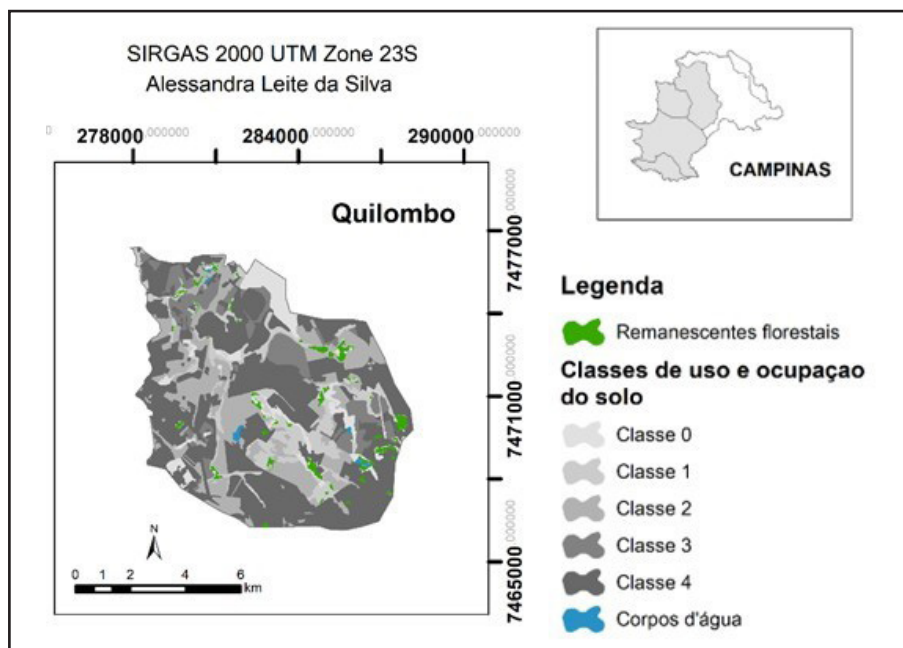 SIRGAS 2000 UTM Zone 23S
Alessandra Leite da Silva
0
278000,000000 284000,000000 290000,000000
Quilombo
7477000,000000
7471000,000000
7465000,000000
N
0 1 2 4 6
km
CAMPINAS
Legenda
Remanescentes florestais
Classes de uso e ocupaçao
do solo
Classe 0
Classe 1
Classe 2
Classe 3
Classe 4
Corpos d'água